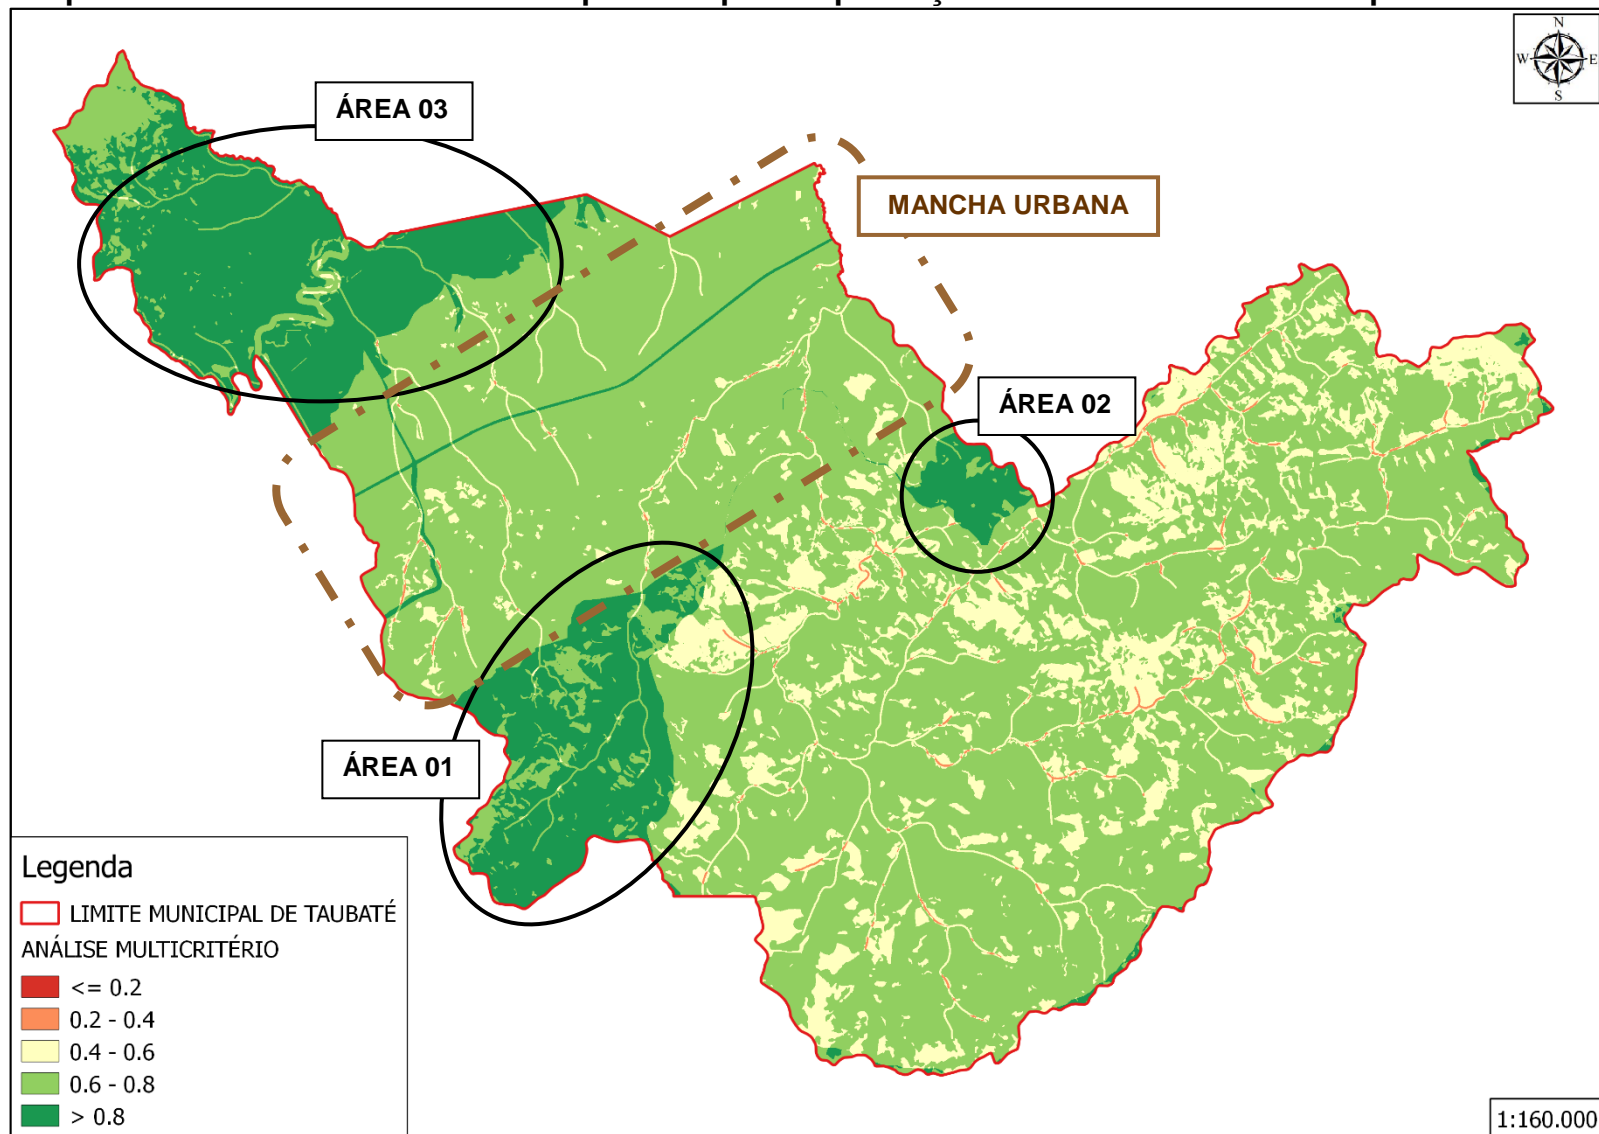 N
W E
S
ÁREA 03
MANCHA URBANA
ÁREA 02
ÁREA 01
Legenda
LIMITE MUNICIPAL DE TAUBATÉ
ANÁLISE MULTICRITÉRIO
<= 0.2
0.2 - 0.4
0.4 - 0.6
0.6 - 0.8
> 0.8
1:160.000